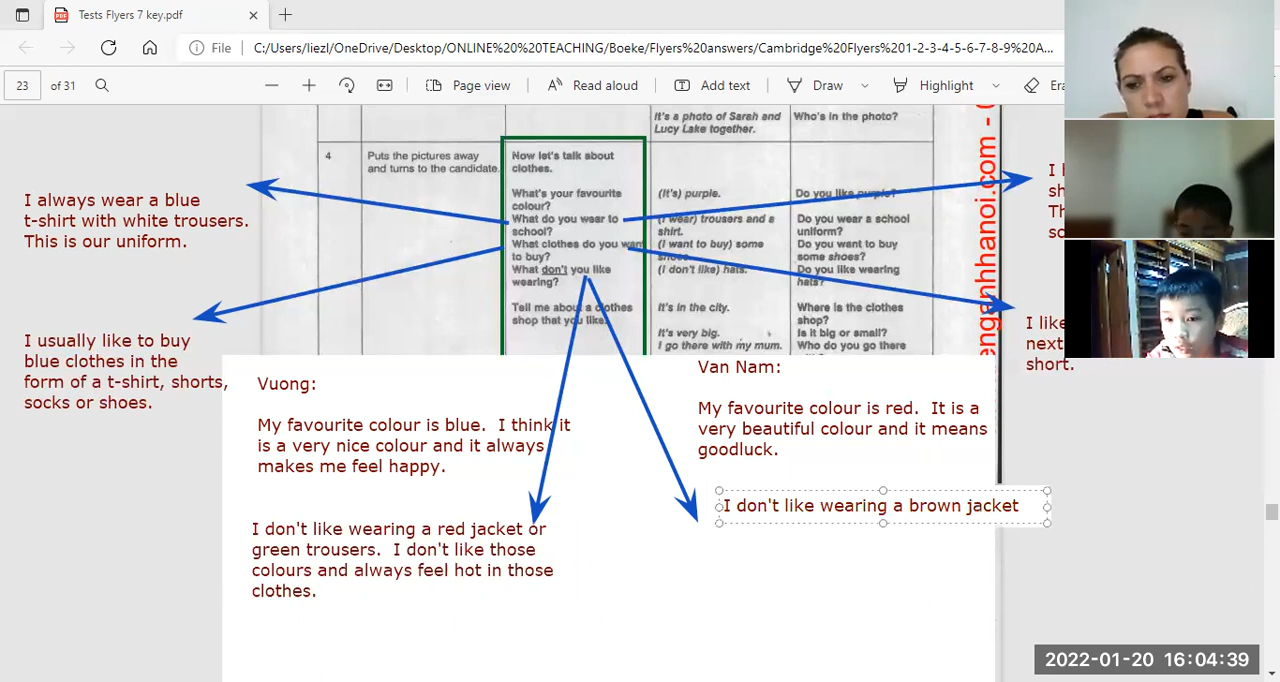 Tests Flyers 7 key.pdf
File
C:/Users/liezl/OneDrive/Desktop/ONLINE%20%20TEACHING/Boeke/Flyers%20answers/Cambridge%20Flyers%201-2-3-4-5-6-7-8-9%20A...
23 of 31
Page view
Read aloud
Add text
Draw
Highlight
It's a photo of Sarah and
Lucy Lake together.
Who's in the photo?
4
Puts the pictures away
and turns to the candidate.
Now let's talk about
clothes.
What's your favourite
colour?
What do you wear to
school?
What clothes do you want
to buy?
What don't you like
wearing?
Tell me about a clothes
shop that you like.
(It's) purple.
(I wear) trousers and a
shirt.
(I want to buy) some
shoes.
(I don't like) hats.
It's in the city.
It's very big.
I go there with my mum.
Do you like purple?
Do you wear a school
uniform?
Do you want to buy
some shoes?
Do you like wearing
hats?
Where is the clothes
shop?
Is it big or small?
Who do you go there
enganhhanoi.com - (
I always wear a blue
t-shirt with white trousers.
This is our uniform.
I usually like to buy
blue clothes in the
form of a t-shirt, shorts,
socks or shoes.
I like
next
short.
Vuong:
My favourite colour is blue. I think it
is a very nice colour and it always
makes me feel happy.
I don't like wearing a red jacket or
green trousers. I don't like those
colours and always feel hot in those
clothes.
Van Nam:
My favourite colour is red. It is a
very beautiful colour and it means
goodluck.
I don't like wearing a brown jacket
2022-01-20 16:04:39